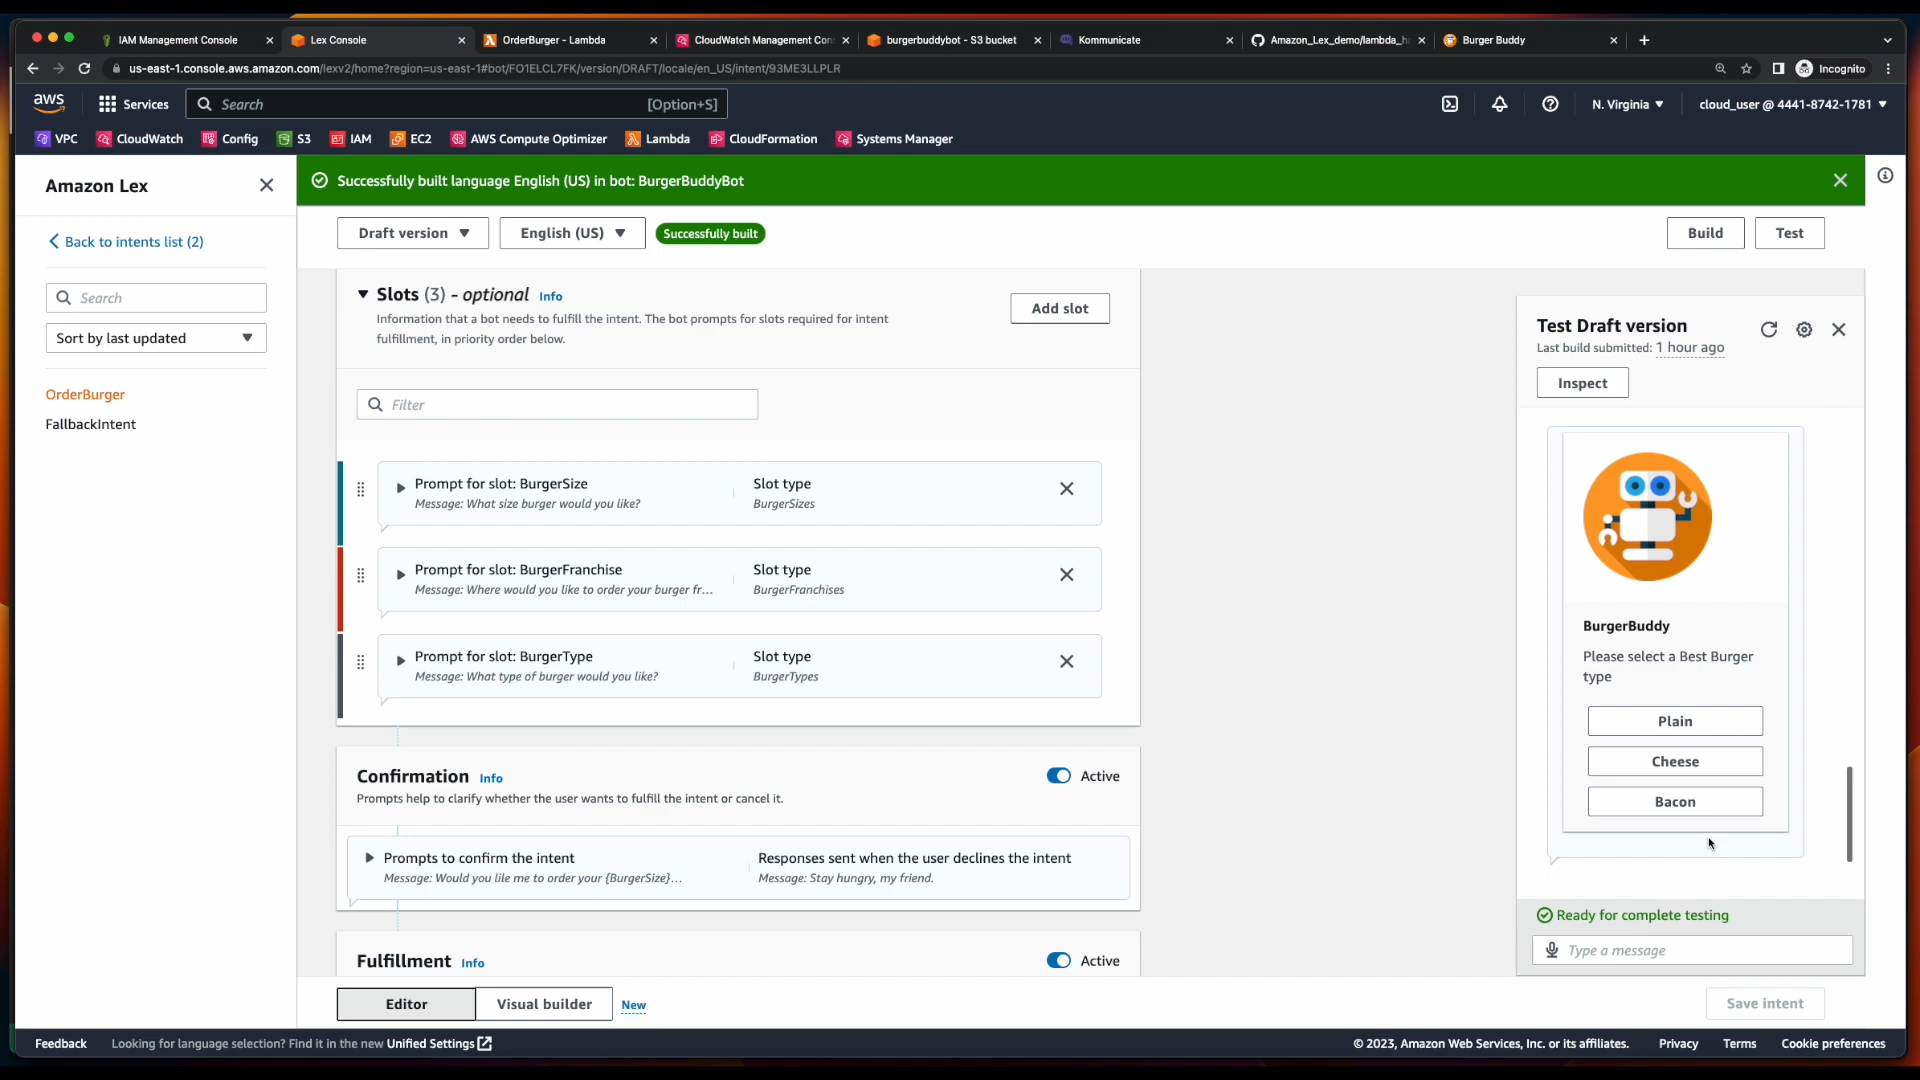 IAM Management Console
Lex Console
OrderBurger - Lambda
CloudWatch Management Con
burgerbuddybot - S3 bucket
Kommunicate
Amazon_Lex_demo/lambda_h
Burger Buddy
us-east-1.console.aws.amazon.com/lexv2/home?region=us-east-1#bot/FO1ELCL7FK/version/DRAFT/locale/en_US/intent/93ME3LLPLR
Incognito
aws
Services
Search
[Option+S]
N. Virginia
cloud_user @ 4441-8742-1781
VPC
CloudWatch
Config
S3
IAM
EC2
AWS Compute Optimizer
Lambda
CloudFormation
Systems Manager
Amazon Lex
Successfully built language English (US) in bot: BurgerBuddyBot
Back to intents list (2)
Draft version
English (US)
Successfully built
Build
Test
Search
Sort by last updated
OrderBurger
FallbackIntent
Slots (3) - optional Info
Information that a bot needs to fulfill the intent. The bot prompts for slots required for intent
fulfillment, in priority order below.
Add slot
Filter
Prompt for slot: BurgerSize
Message: What size burger would you like?
Slot type
BurgerSizes
Prompt for slot: BurgerFranchise
Message: Where would you like to order your burger fr...
Slot type
BurgerFranchises
Prompt for slot: BurgerType
Message: What type of burger would you like?
Slot type
BurgerTypes
Confirmation Info
Active
Prompts help to clarify whether the user wants to fulfill the intent or cancel it.
Prompts to confirm the intent
Message: Would you lile me to order your {BurgerSize}...
Responses sent when the user declines the intent
Message: Stay hungry, my friend.
Fulfillment Info
Active
Test Draft version
Last build submitted: 1 hour ago
Inspect
BurgerBuddy
Please select a Best Burger
type
Plain
Cheese
Bacon
Ready for complete testing
Type a message
Editor
Visual builder
New
Save intent
Feedback
Looking for language selection? Find it in the new Unified Settings
© 2023, Amazon Web Services, Inc. or its affiliates.
Privacy
Terms
Cookie preferences